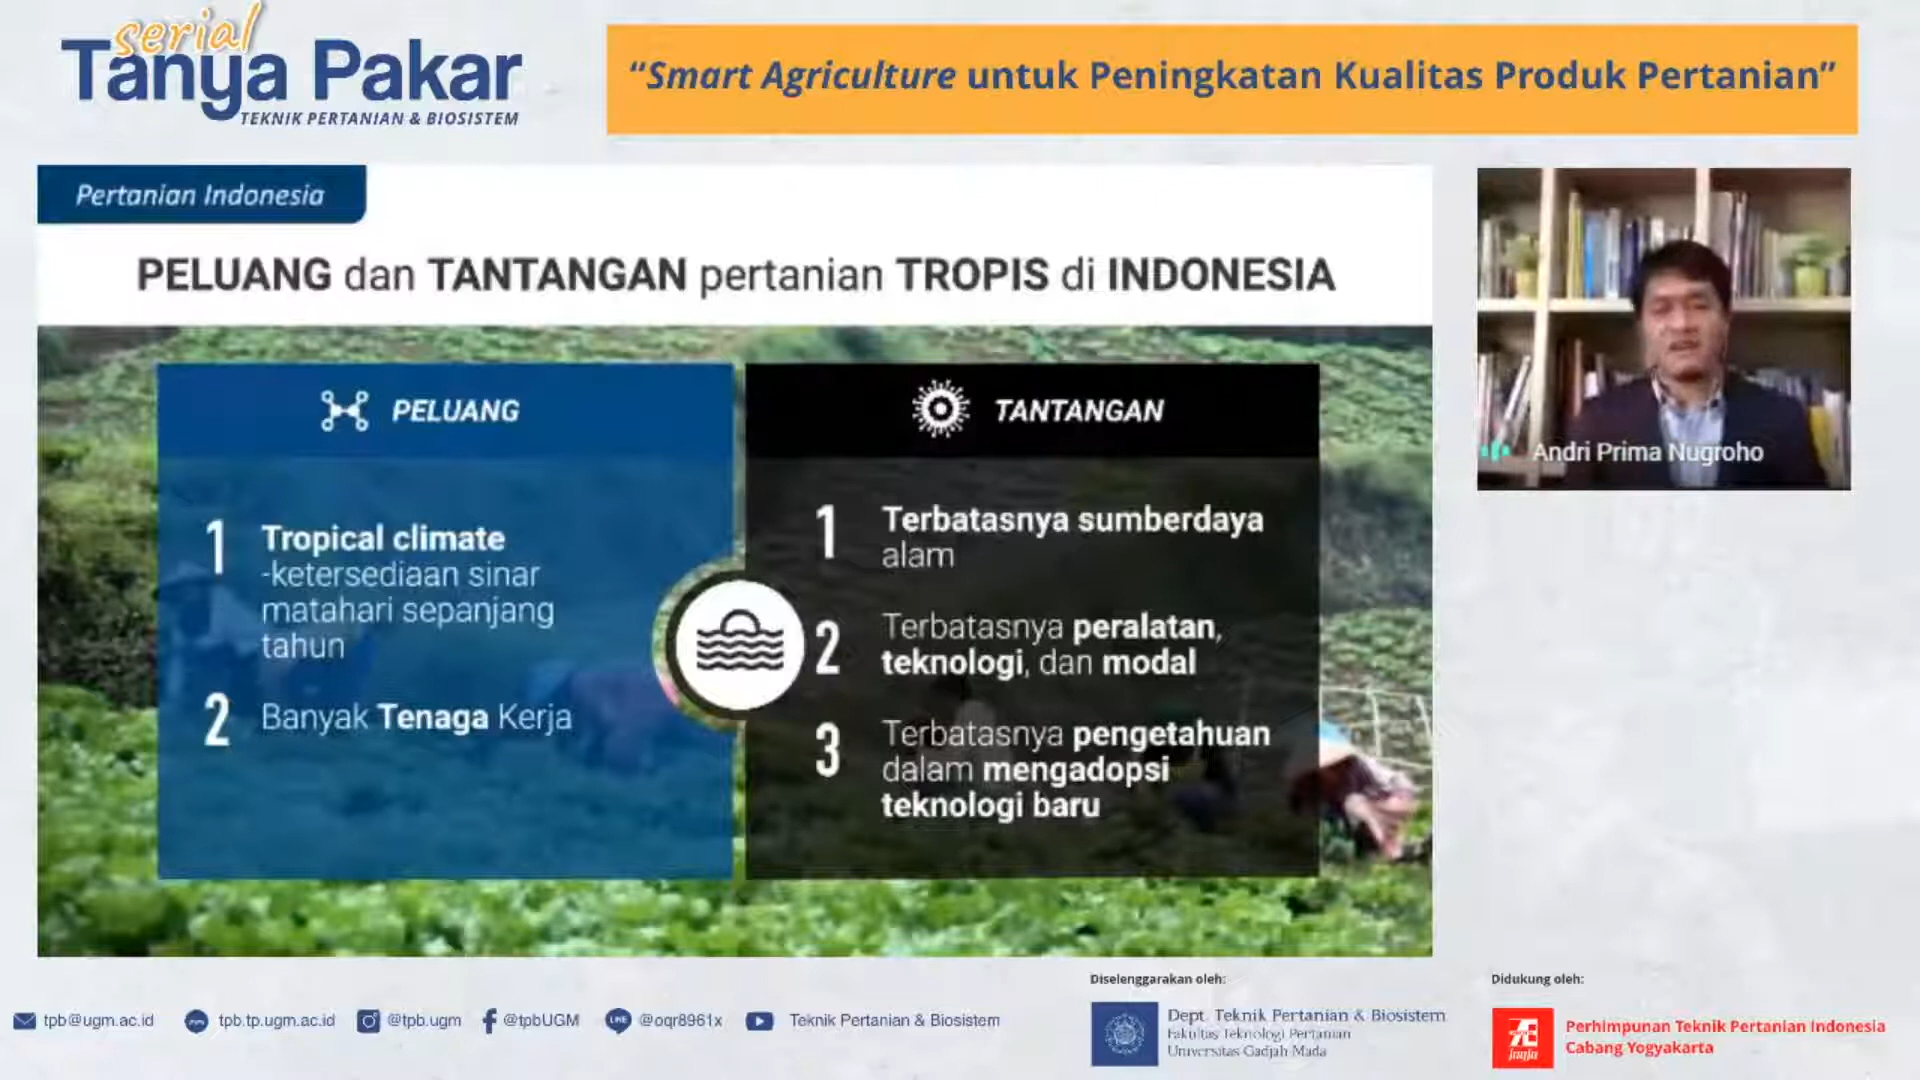 serial
Tanya Pakar
TEKNIK PERTANIAN & BIOSISTEM
“Smart Agriculture untuk Peningkatan Kualitas Produk Pertanian”
Pertanian Indonesia
PELUANG dan TANTANGAN pertanian TROPIS di INDONESIA
PELUANG
1
Tropical climate
-ketersediaan sinar
matahari sepanjang
tahun
2
Banyak Tenaga Kerja
TANTANGAN
1
Terbatasnya sumberdaya
alam
2
Terbatasnya peralatan,
teknologi, dan modal
3
Terbatasnya pengetahuan
dalam mengadopsi
teknologi baru
Andri Prima Nugroho
tpb@ugm.ac.id
tpb.tp.ugm.ac.id
@tpb.ugm
@tpbUGM
LINE
@oqr8961x
Teknik Pertanian & Biosistem
Diselenggarakan oleh:
Dept. Teknik Pertanian & Biosistem
Fakultas Teknologi Pertanian
Universitas Gadjah Mada
Didukung oleh:
jogja
Perhimpunan Teknik Pertanian Indonesia
Cabang Yogyakarta